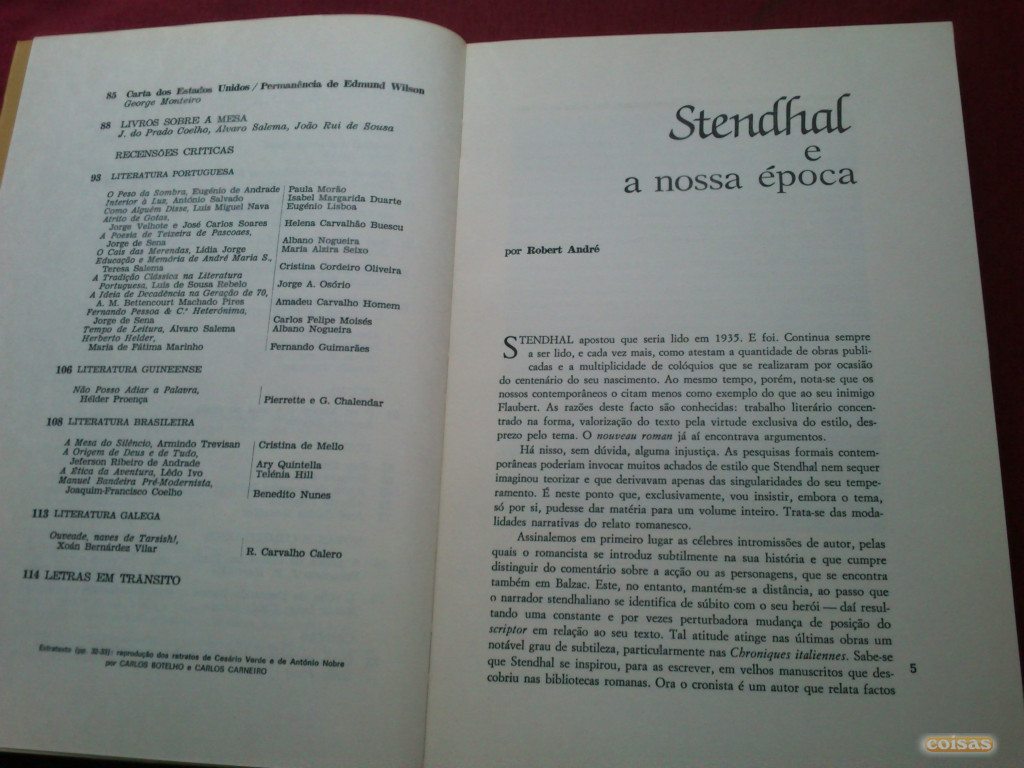 85 Carta dos Estados Unidos / Permanência de Edmund Wilson
George Monteiro
88 LIVROS SOBRE A MESA
J. do Prado Coelho, Álvaro Salema, João Rui de Sousa
RECENSÕES CRITICAS
93 LITERATURA PORTUGUESA
O Peso da Sombra, Eugénio de Andrade Paula Morão
Interior à Luz, António Salvado Isabel Margarida Duarte
Como Alguém Disse, Luís Miguel Nava Eugénio Lisboa
Atrito de Gotas,
Jorge Velhote e José Carlos Soares Helena Carvalhão Buescu
A Poesia de Teixeira de Pascoaes,
Jorge de Sena Albano Nogueira
O Cais das Merendas, Lídia Jorge Maria Alzira Seixo
Educação e Memória de André Maria S.,
Teresa Salema Cristina Cordeiro Oliveira
A Tradição Clássica na Literatura
Portuguesa, Luís de Sousa Rebelo Jorge A. Osório
A Ideia de Decadência na Geração de 70,
A. M. Bettencourt Machado Pires Amadeu Carvalho Homem
Fernando Pessoa & C.ª Heterónima,
Jorge de Sena Carlos Felipe Moisés
Tempo de Leitura, Álvaro Salema Albano Nogueira
Herberto Helder,
Maria de Fátima Marinho Fernando Guimarães
106 LITERATURA GUINEENSE
Não Posso Adiar a Palavra,
Hélder Proença Pierrette e G. Chalendar
108 LITERATURA BRASILEIRA
A Mesa do Silêncio, Armindo Trevisan Cristina de Mello
A Origem de Deus e de Tudo,
Jeferson Ribeiro de Andrade Ary Quintella
A Ética da Aventura, Lêdo Ivo Telénia Hill
Manuel Bandeira Pré-Modernista,
Joaquim-Francisco Coelho Benedito Nunes
113 LITERATURA GALEGA
Ouveade, naves de Tarsish!,
Xoán Bernárdez Vilar R. Carvalho Calero
114 LETRAS EM TRÂNSITO
Extratexto (pp. 32-33): reprodução dos retratos de Cesário Verde e de António Nobre
por CARLOS BOTELHO e CARLOS CARNEIRO
Stendhal
e
a nossa época
por Robert André
STENDHAL apostou que seria lido em 1935. E foi. Continua sempre
a ser lido, e cada vez mais, como atestam a quantidade de obras publi-
cadas e a multiplicidade de colóquios que se realizaram por ocasião
do centenário do seu nascimento. Ao mesmo tempo, porém, nota-se que os
nossos contemporâneos o citam menos como exemplo do que ao seu inimigo
Flaubert. As razões deste facto são conhecidas: trabalho literário concen-
trado na forma, valorização do texto pela virtude exclusiva do estilo, des-
prezo pelo tema. O nouveau roman já aí encontrava argumentos.
Há nisso, sem dúvida, alguma injustiça. As pesquisas formais contem-
porâneas poderiam invocar muitos achados de estilo que Stendhal nem sequer
imaginou teorizar e que derivavam apenas das singularidades do seu tempe-
ramento. É neste ponto que, exclusivamente, vou insistir, embora o tema,
só por si, pudesse dar matéria para um volume inteiro. Trata-se das moda-
lidades narrativas do relato romanesco.
Assinalemos em primeiro lugar as célebres intromissões de autor, pelas
quais o romancista se introduz subtilmente na sua história e que cumpre
distinguir do comentário sobre a acção ou as personagens, que se encontra
também em Balzac. Este, no entanto, mantém-se a distância, ao passo que
o narrador stendhaliano se identifica de súbito com o seu herói — daí resul-
tando uma constante e por vezes perturbadora mudança de posição do
scriptor em relação ao seu texto. Tal atitude atinge nas últimas obras um
notável grau de subtileza, particularmente nas Chroniques italiennes. Sabe-se
que Stendhal se inspirou, para as escrever, em velhos manuscritos que des-
cobriu nas bibliotecas romanas. Ora o cronista é um autor que relata factos
5
coisas